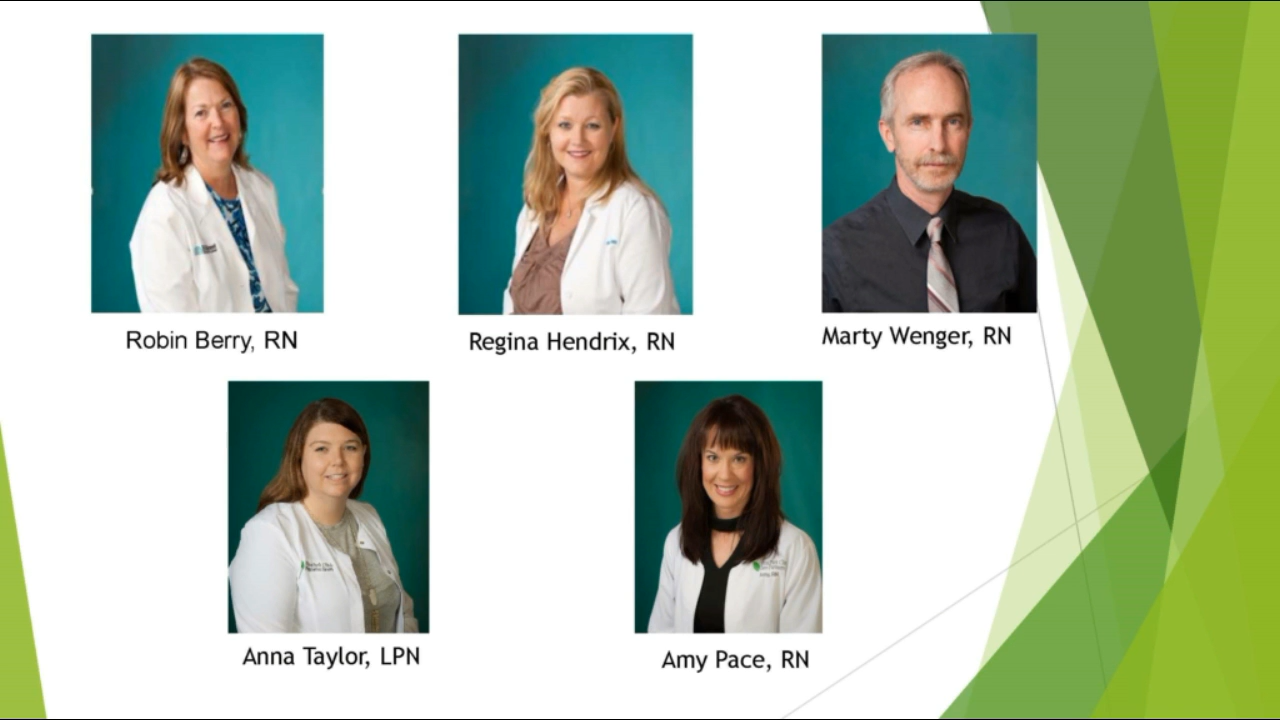 Robin Berry, RN
Regina Hendrix, RN
Marty Wenger, RN
Anna Taylor, LPN
Amy Pace, RN